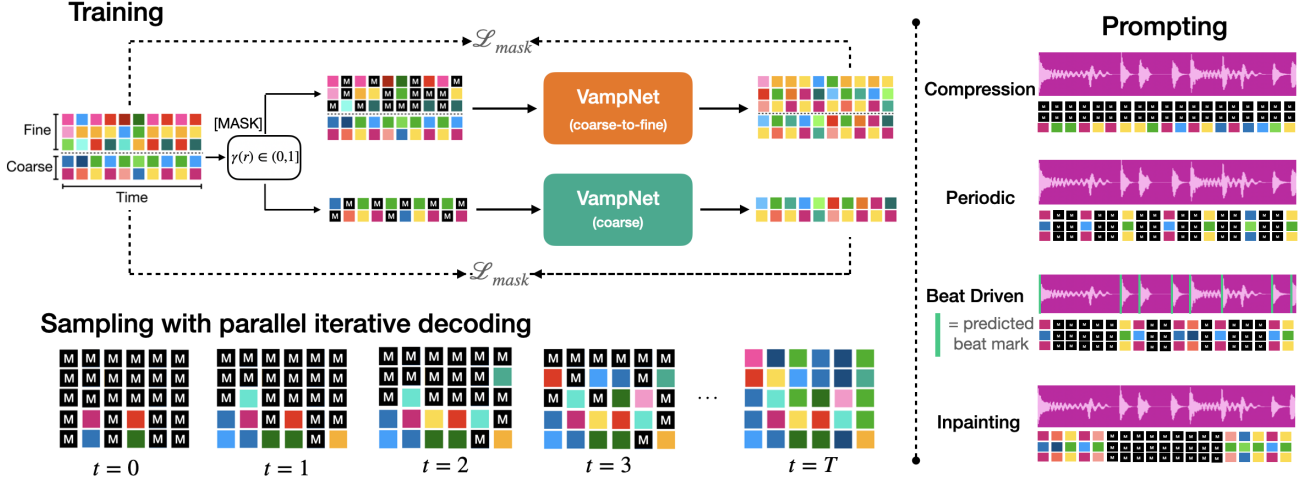 Training
Fine
Coarse
Time
[MASK]
γ(r) ∈ (0,1]
ℒmask
VampNet
(coarse-to-fine)
VampNet
(coarse)
ℒmask
Sampling with parallel iterative decoding
t = 0
t = 1
t = 2
t = 3
...
t = T
Prompting
Compression
Periodic
Beat Driven
= predicted
beat mark
Inpainting